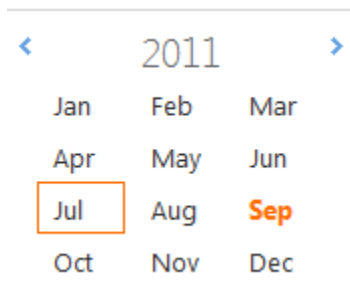 2011
Jan Feb Mar
Apr May Jun
Jul Aug Sep
Oct Nov Dec